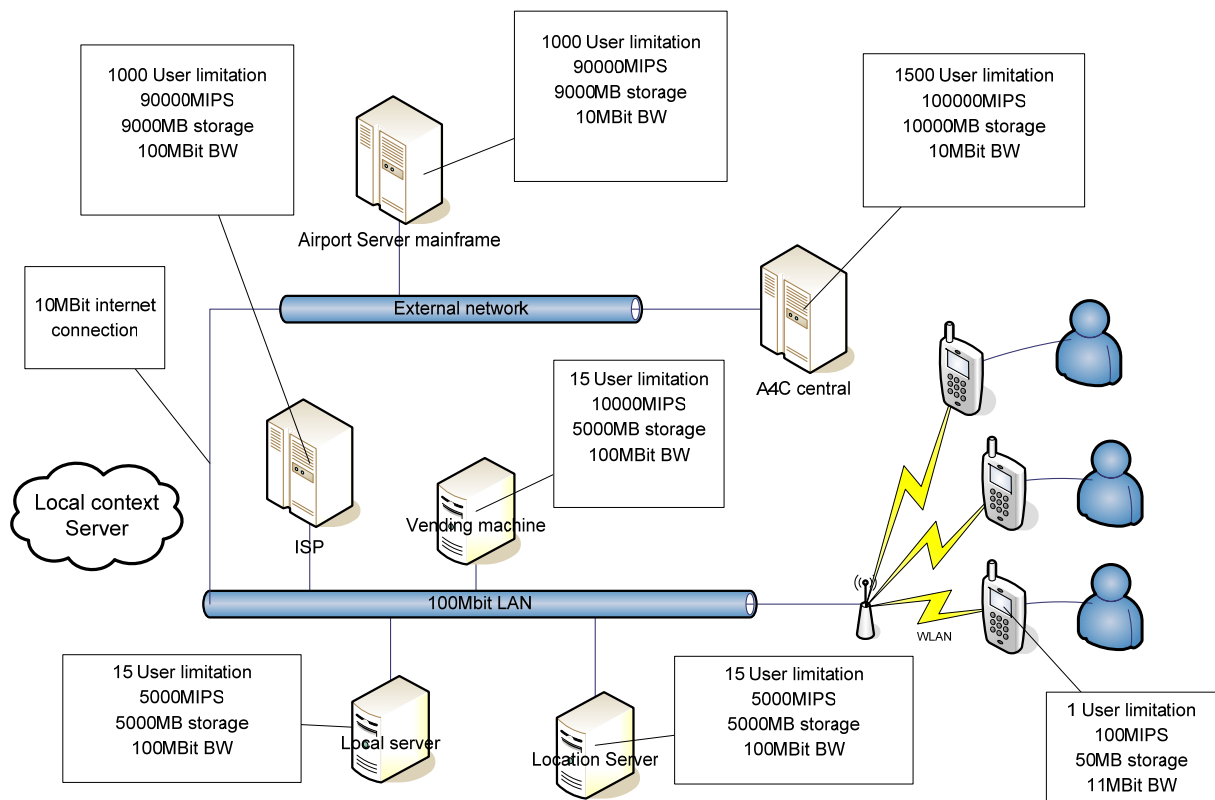 1000 User limitation
90000MIPS
9000MB storage
100MBit BW
1000 User limitation
90000MIPS
9000MB storage
10MBit BW
1500 User limitation
100000MIPS
10000MB storage
10MBit BW
Airport Server mainframe
10MBit internet
connection
External network
A4C central
15 User limitation
10000MIPS
5000MB storage
100MBit BW
Local context
Server
ISP
Vending machine
100Mbit LAN
WLAN
15 User limitation
5000MIPS
5000MB storage
100MBit BW
Local server
Location Server
15 User limitation
5000MIPS
5000MB storage
100MBit BW
1 User limitation
100MIPS
50MB storage
11MBit BW